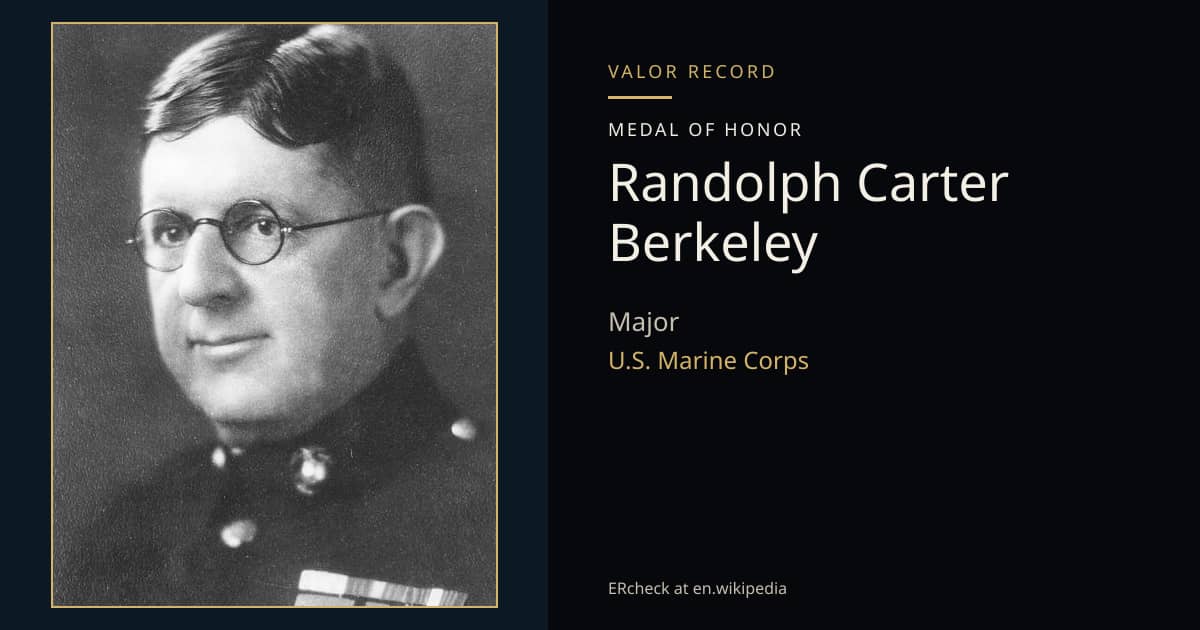 VALOR RECORD
MEDAL OF HONOR
Randolph Carter
Berkeley
Major
U.S. Marine Corps
ERcheck at en.wikipedia